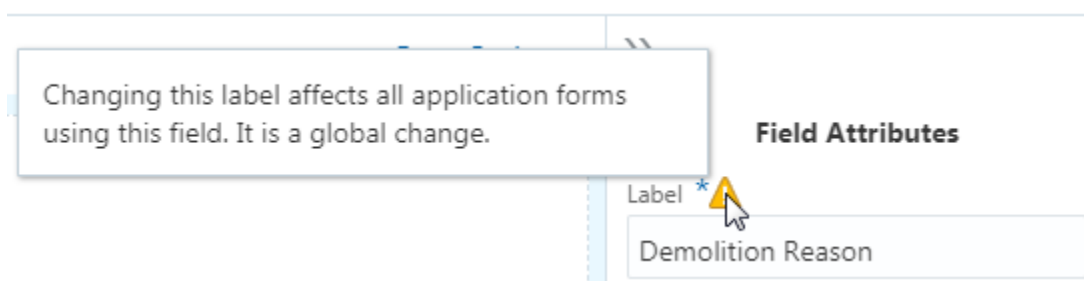 Changing this label affects all application forms
using this field. It is a global change.
Field Attributes
Label *
Demolition Reason